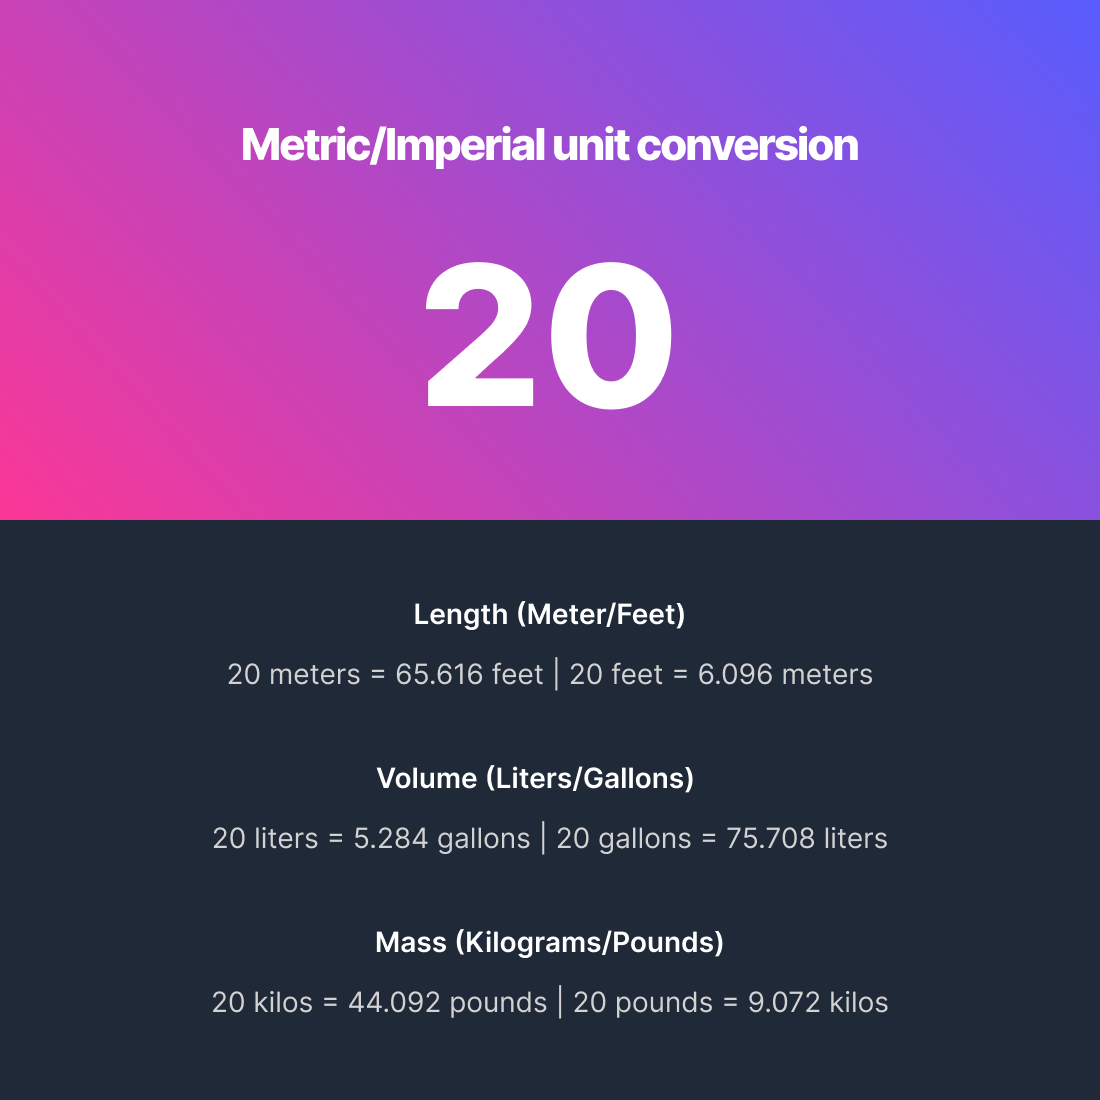 Metric/Imperial unit conversion
20
Length (Meter/Feet)
20 meters = 65.616 feet | 20 feet = 6.096 meters
Volume (Liters/Gallons)
20 liters = 5.284 gallons | 20 gallons = 75.708 liters
Mass (Kilograms/Pounds)
20 kilos = 44.092 pounds | 20 pounds = 9.072 kilos